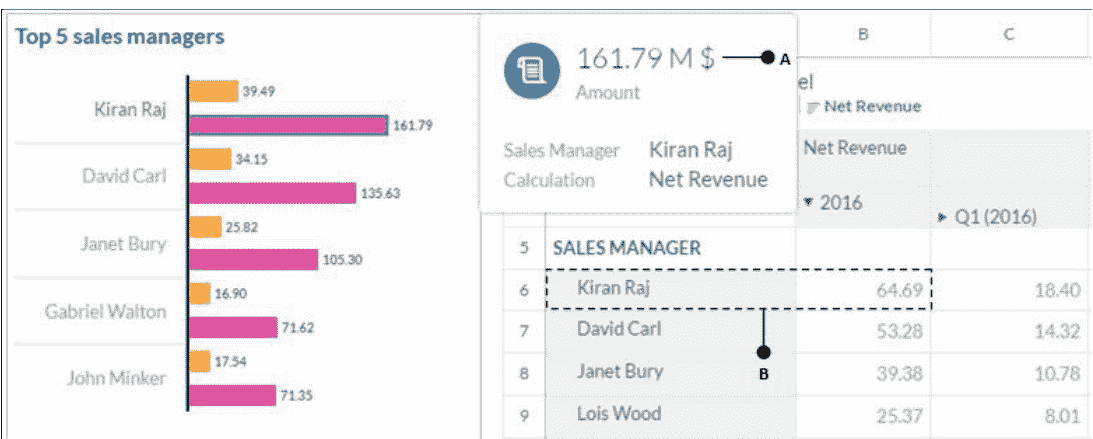 Top 5 sales managers
Kiran Raj
39.49
161.79
David Carl
34.15
135.63
Janet Bury
25.82
105.30
Gabriel Walton
16.90
71.62
John Minker
17.54
71.35
161.79 M $ A
Amount
Sales Manager Kiran Raj
Calculation Net Revenue
B C
el
Net Revenue
Net Revenue
2016 Q1 (2016)
5 SALES MANAGER
6 Kiran Raj 64.69 18.40
7 David Carl 53.28 14.32
8 Janet Bury 39.38 10.78
B
9 Lois Wood 25.37 8.01